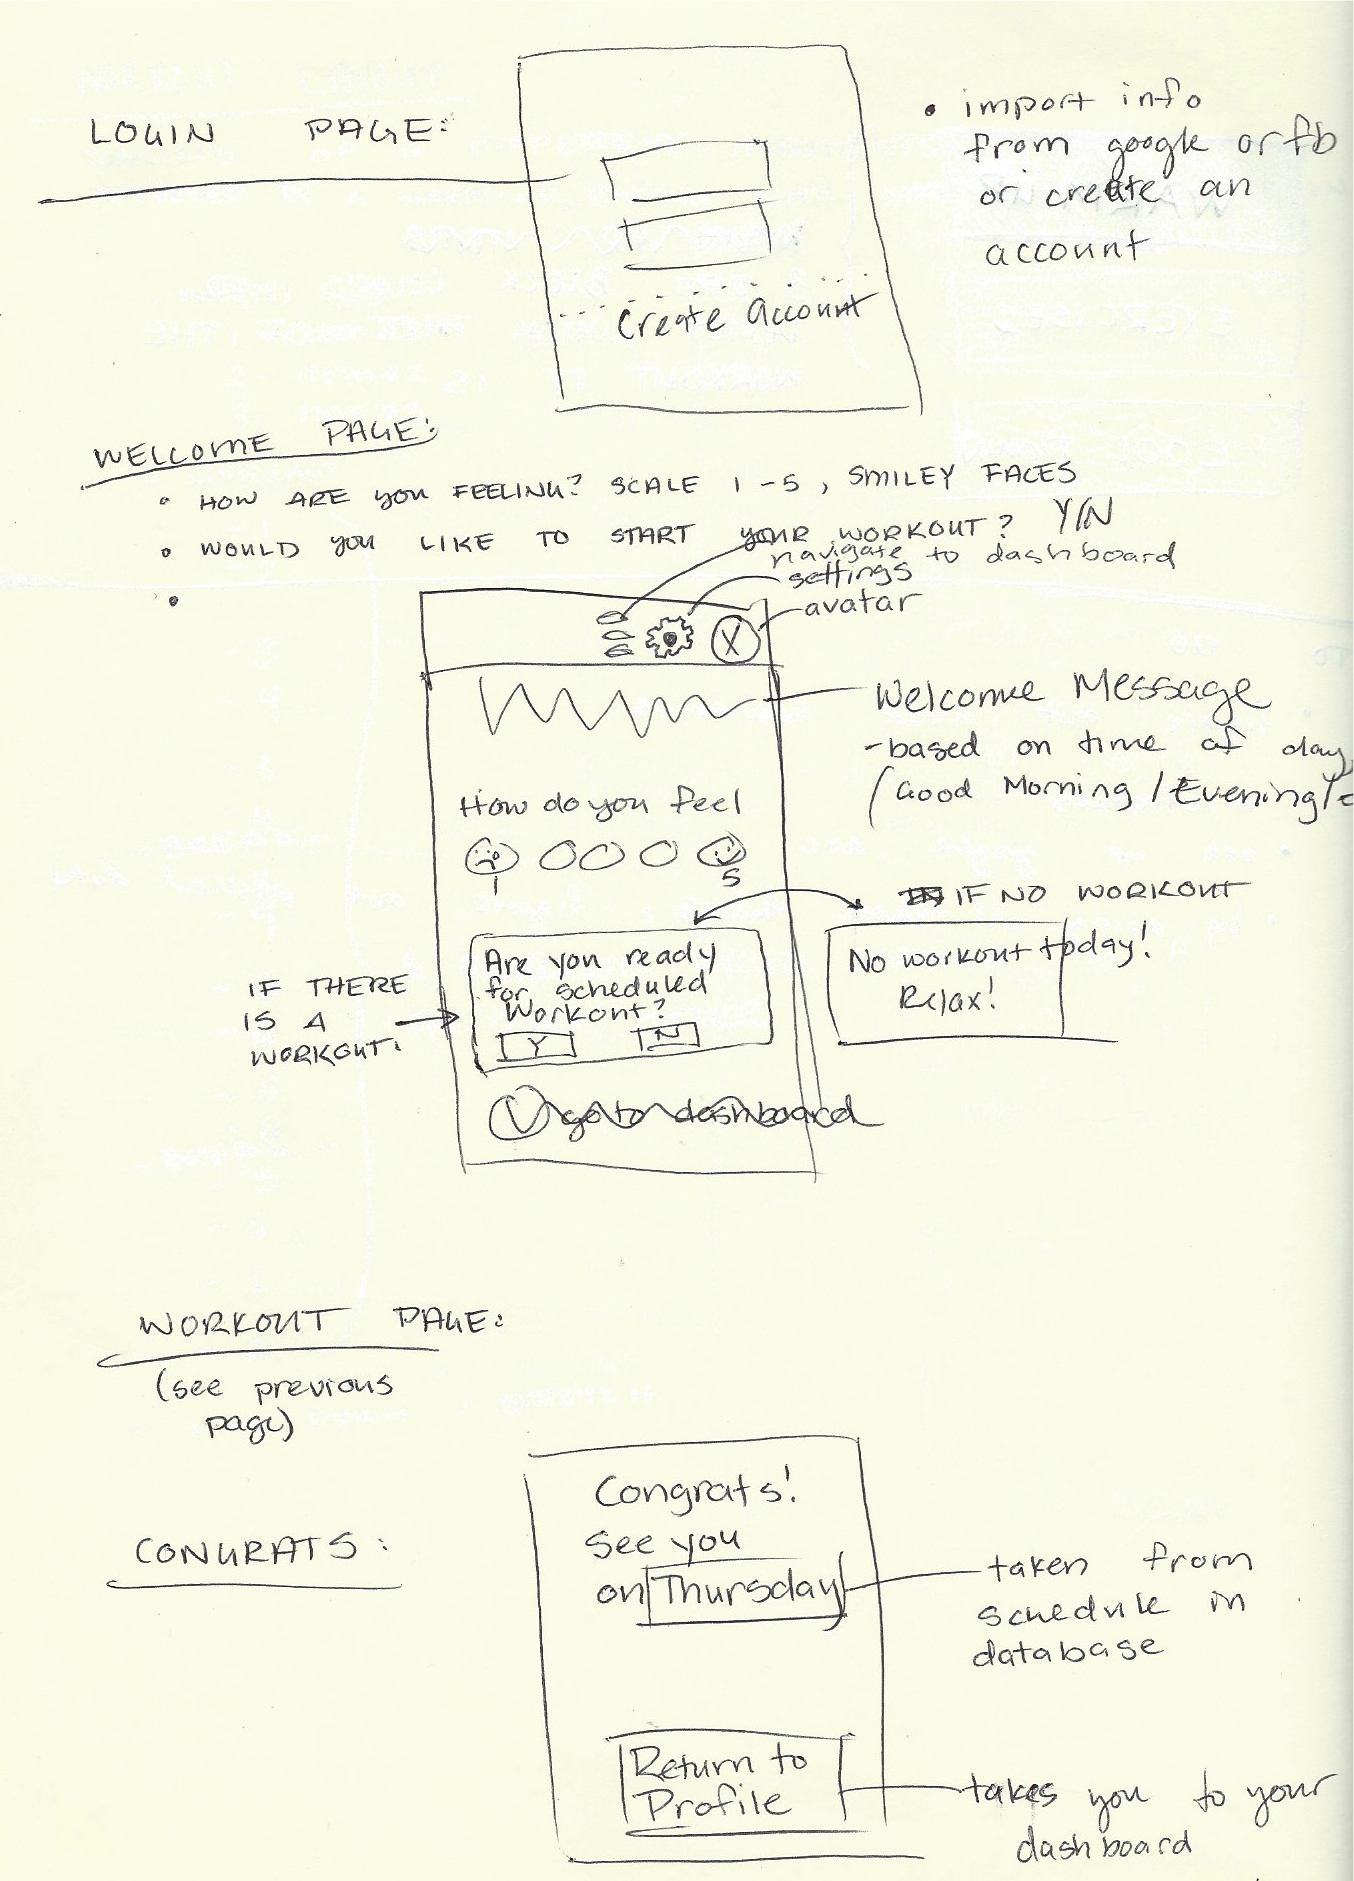 LOGIN PAGE:
• import info
from google or fb
or create an
account
Create Account
WELCOME PAGE:
• HOW ARE YOU FEELING? SCALE 1-5, SMILEY FACES
• WOULD YOU LIKE TO START YOUR WORKOUT? Y/N
•
navigate to dashboard
settings
avatar
X
Welcome Message
- based on time of day
(Good Morning / Evening/
How do you feel
1
5
IF NO WORKOUT
Are you ready
for scheduled
Workout?
Y N
No workout today!
Relax!
IF THERE
IS A
WORKOUT.
go to dashboard
WORKOUT PAGE:
(see previous
page)
CONGRATS:
Congrats!
See you
on Thursday
taken from
schedule in
database
Return to
Profile
takes you to your
dashboard